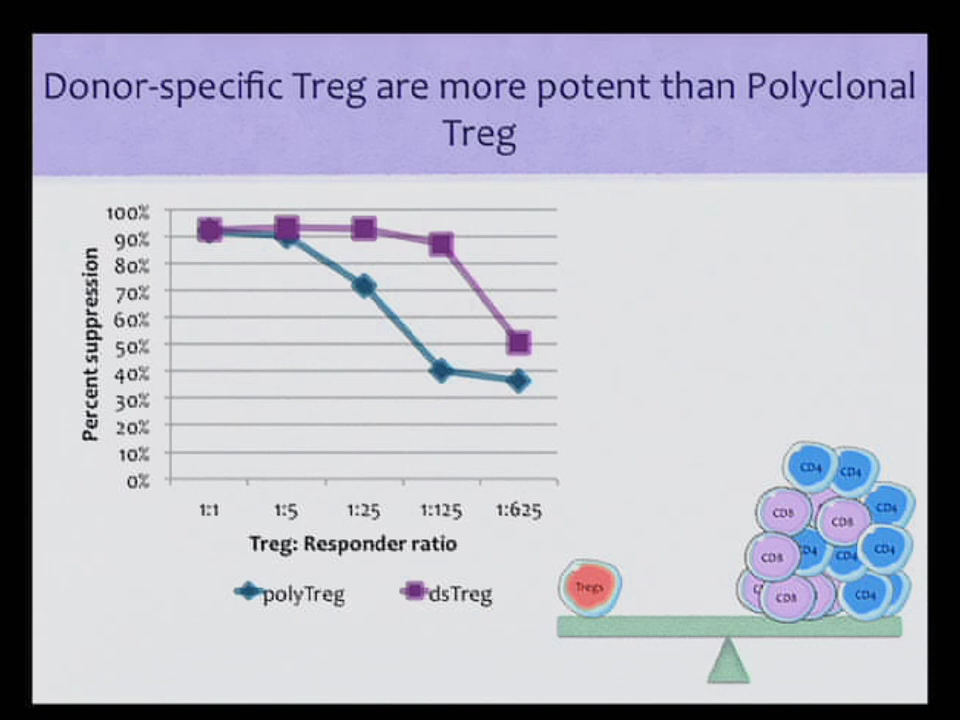 Donor-specific Treg are more potent than Polyclonal
Treg
100%
90%
80%
70%
60%
50%
40%
30%
20%
10%
0%
Percent suppression
1:1
1:5
1:25
1:125
1:625
Treg: Responder ratio
polyTreg
dsTreg
Tregs
CD4
CD4
CD8
CD8
CD4
CD8
CD4
CD4
CD8
CD4